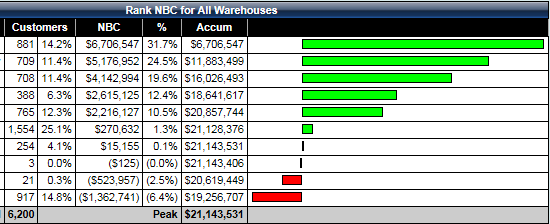 Rank NBC for All Warehouses
Customers NBC % Accum
881 14.2% $6,706,547 31.7% $6,706,547
709 11.4% $5,176,952 24.5% $11,883,499
708 11.4% $4,142,994 19.6% $16,026,493
388 6.3% $2,615,125 12.4% $18,641,617
765 12.3% $2,216,127 10.5% $20,857,744
1,554 25.1% $270,632 1.3% $21,128,376
254 4.1% $15,155 0.1% $21,143,531
3 0.0% ($125) (0.0%) $21,143,406
21 0.3% ($523,957) (2.5%) $20,619,449
917 14.8% ($1,362,741) (6.4%) $19,256,707
6,200 Peak $21,143,531